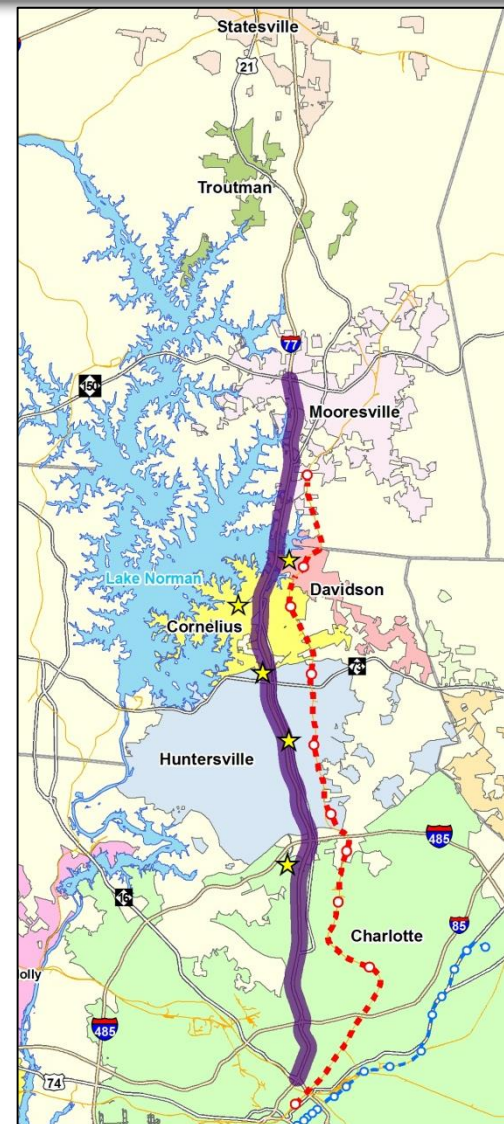 Statesville
21
Troutman
77
150
Mooresville
Lake Norman
Davidson
Cornelius
73
Huntersville
485
16
85
Charlotte
olly
485
74